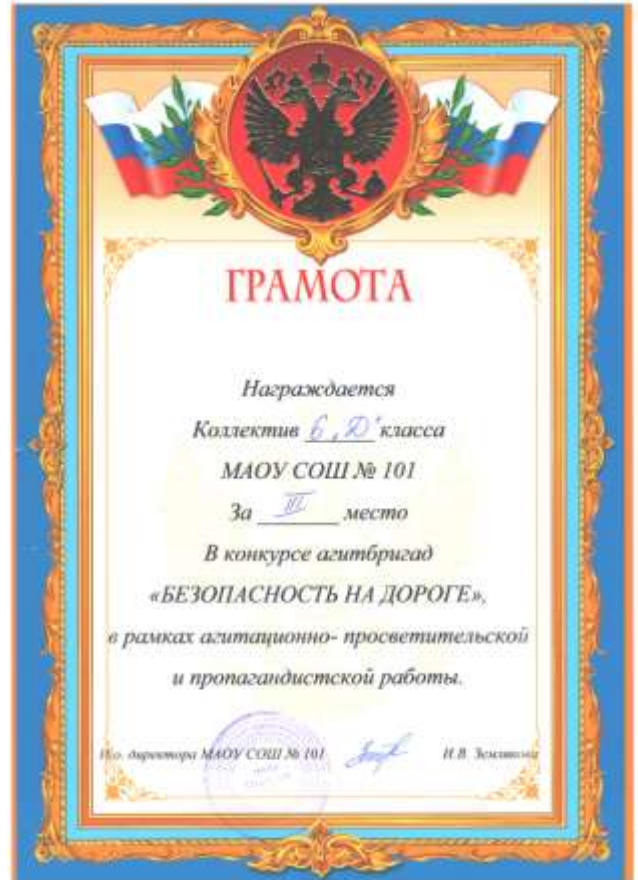 ГРАМОТА
Награждается
Коллектив 6 „Д“ класса
МАОУ СОШ № 101
За III место
В конкурсе агитбригад
«БЕЗОПАСНОСТЬ НА ДОРОГЕ»,
в рамках агитационно- просветительской
и пропагандистской работы.
И.о. директора МАОУ СОШ № 101 И.В. Землякова